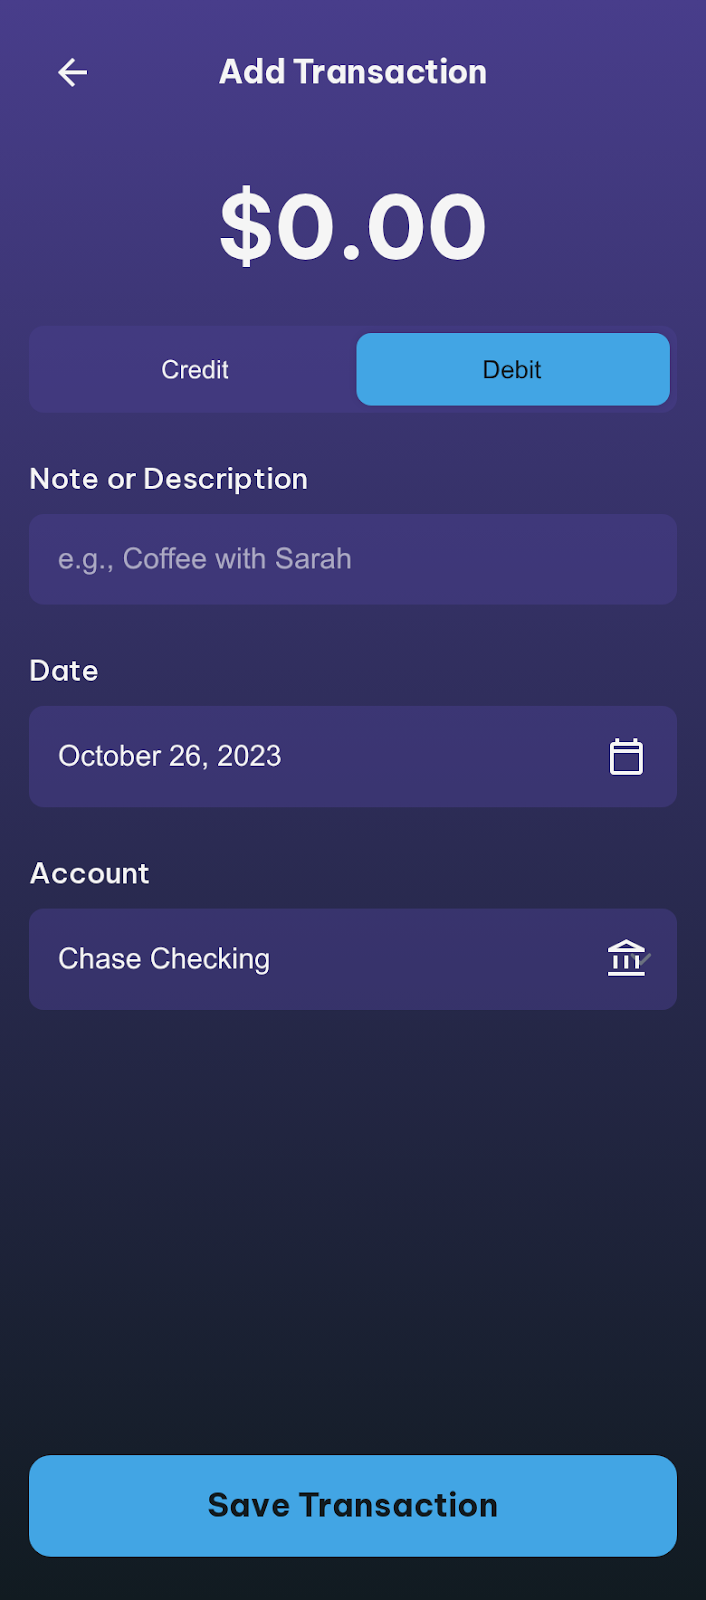 Add Transaction
$0.00
Credit
Debit
Note or Description
e.g., Coffee with Sarah
Date
October 26, 2023
Account
Chase Checking
Save Transaction